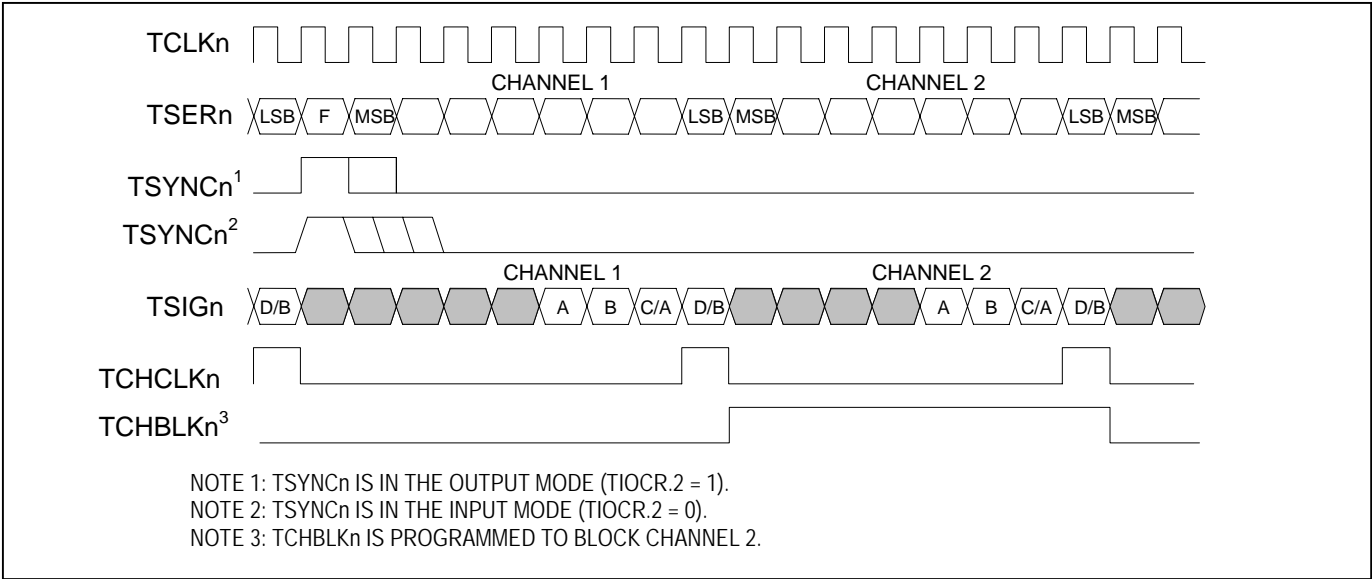 TCLKn
CHANNEL 1 CHANNEL 2
TSERn LSB F MSB LSB MSB LSB MSB
TSYNCn1
TSYNCn2
CHANNEL 1 CHANNEL 2
TSIGn D/B A B C/A D/B A B C/A D/B
TCHCLKn
TCHBLKn3
NOTE 1: TSYNCn IS IN THE OUTPUT MODE (TIOCR.2 = 1).
NOTE 2: TSYNCn IS IN THE INPUT MODE (TIOCR.2 = 0).
NOTE 3: TCHBLKn IS PROGRAMMED TO BLOCK CHANNEL 2.